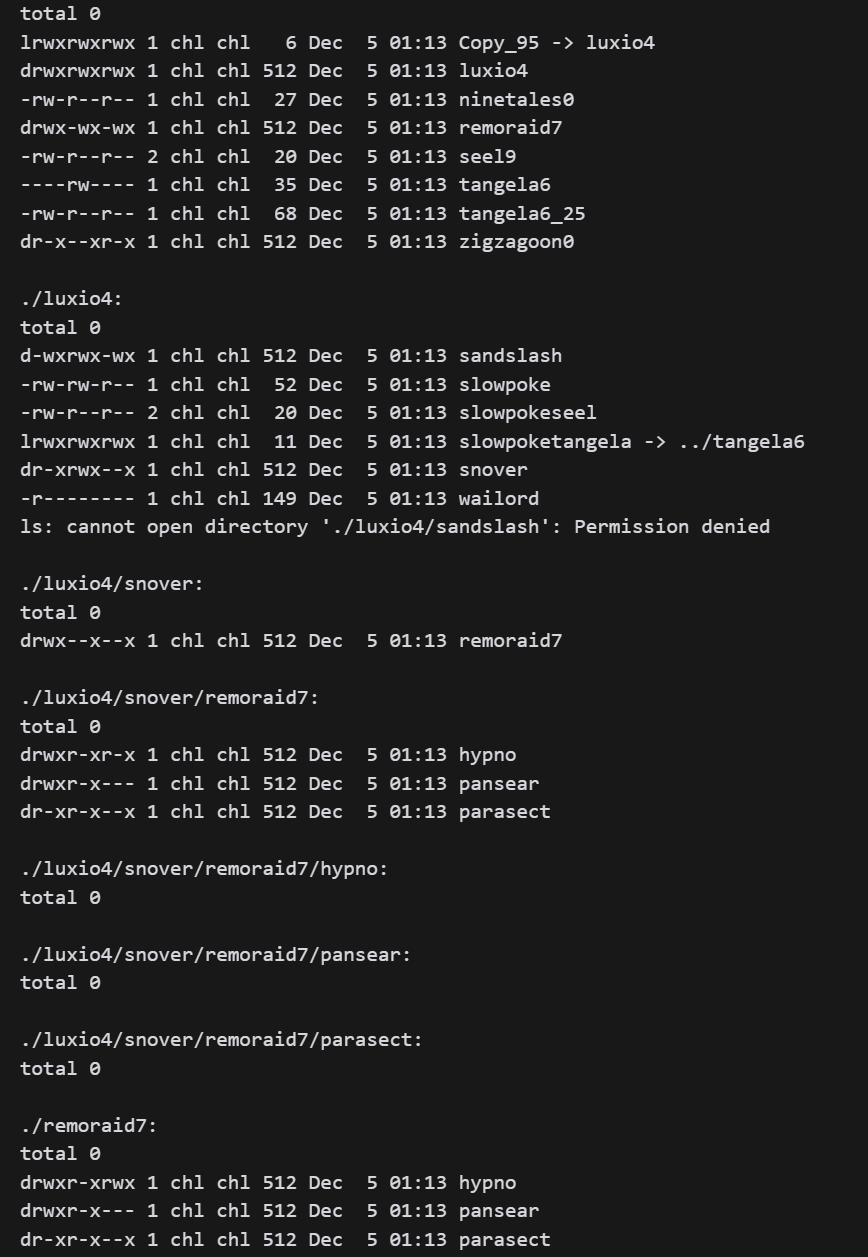 total 0
lrwxrwxrwx 1 chl chl   6 Dec  5 01:13 Copy_95 -> luxio4
drwxrwxrwx 1 chl chl 512 Dec  5 01:13 luxio4
-rw-r--r-- 1 chl chl  27 Dec  5 01:13 ninetales0
drwx-wx-wx 1 chl chl 512 Dec  5 01:13 remoraid7
-rw-r--r-- 2 chl chl  20 Dec  5 01:13 seel9
----rw---- 1 chl chl  35 Dec  5 01:13 tangela6
-rw-r--r-- 1 chl chl  68 Dec  5 01:13 tangela6_25
dr-x--xr-x 1 chl chl 512 Dec  5 01:13 zigzagoon0

./luxio4:
total 0
d-wxrwx-wx 1 chl chl 512 Dec  5 01:13 sandslash
-rw-rw-r-- 1 chl chl  52 Dec  5 01:13 slowpoke
-rw-r--r-- 2 chl chl  20 Dec  5 01:13 slowpokeseel
lrwxrwxrwx 1 chl chl  11 Dec  5 01:13 slowpoketangela -> ../tangela6
dr-xrwx--x 1 chl chl 512 Dec  5 01:13 snover
-r-------- 1 chl chl 149 Dec  5 01:13 wailord
ls: cannot open directory './luxio4/sandslash': Permission denied

./luxio4/snover:
total 0
drwx--x--x 1 chl chl 512 Dec  5 01:13 remoraid7

./luxio4/snover/remoraid7:
total 0
drwxr-xr-x 1 chl chl 512 Dec  5 01:13 hypno
drwxr-x--- 1 chl chl 512 Dec  5 01:13 pansear
dr-xr-x--x 1 chl chl 512 Dec  5 01:13 parasect

./luxio4/snover/remoraid7/hypno:
total 0

./luxio4/snover/remoraid7/pansear:
total 0

./luxio4/snover/remoraid7/parasect:
total 0

./remoraid7:
total 0
drwxr-xrwx 1 chl chl 512 Dec  5 01:13 hypno
drwxr-x--- 1 chl chl 512 Dec  5 01:13 pansear
dr-xr-x--x 1 chl chl 512 Dec  5 01:13 parasect